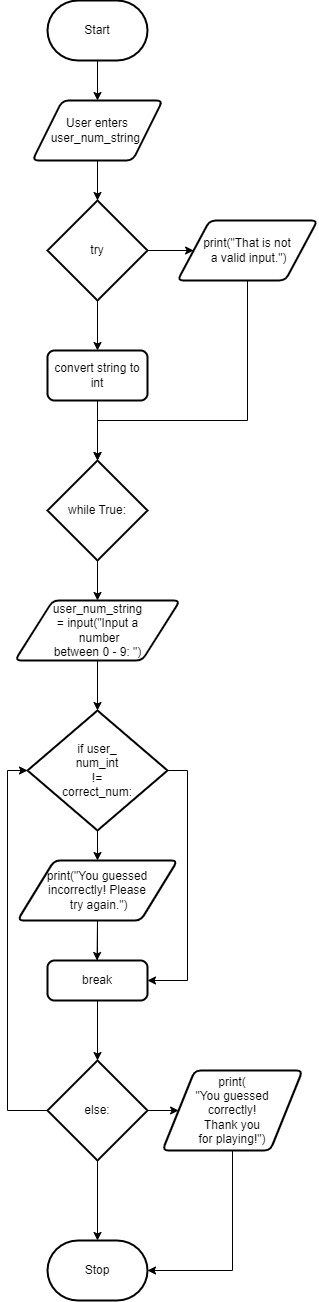 Start
User enters
user_num_string
try
print("That is not
a valid input.")
convert string to
int
while True:
user_num_string
= input("Input a
number
between 0 - 9: ")
if user_
num_int
!=
correct_num:
print("You guessed
incorrectly! Please
try again.")
break
else:
print(
"You guessed
correctly!
Thank you
for playing!")
Stop